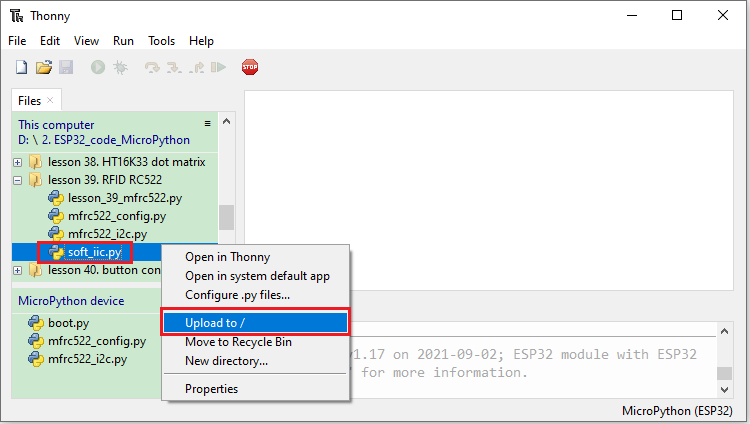 Thonny
File Edit View Run Tools Help
STOP
Files
This computer
D: \ 2. ESP32_code_MicroPython
lesson 38. HT16K33 dot matrix
lesson 39. RFID RC522
lesson_39_mfrc522.py
mfrc522_config.py
mfrc522_i2c.py
soft_iic.py
lesson 40. button con
Open in Thonny
Open in system default app
Configure .py files...
Upload to /
Move to Recycle Bin
New directory...
Properties
MicroPython device
boot.py
mfrc522_config.py
mfrc522_i2c.py
v1.17 on 2021-09-02; ESP32 module with ESP32
for more information.
MicroPython (ESP32)